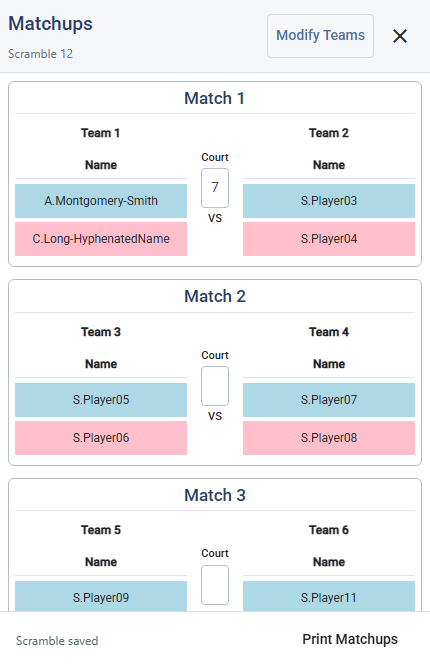 Matchups
Modify Teams
Scramble 12
Match 1
Team 1
Team 2
Name
Court
Name
A.Montgomery-Smith
7
S.Player03
VS
C.Long-HyphenatedName
S.Player04
Match 2
Team 3
Team 4
Name
Court
Name
S.Player05
S.Player07
VS
S.Player06
S.Player08
Match 3
Team 5
Team 6
Name
Court
Name
S.Player09
S.Player11
Scramble saved
Print Matchups